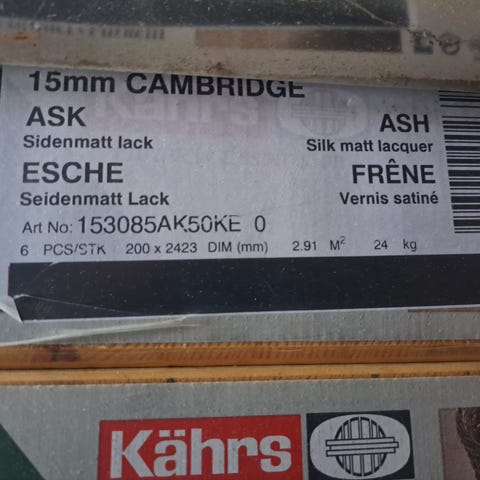 15mm CAMBRIDGE
ASK ASH
Sidenmatt lack Silk matt lacquer
ESCHE FRÊNE
Seidenmatt Lack Vernis satiné
Art No: 153085AK50KE 0
6 PCS/STK 200 x 2423 DIM (mm) 2.91 M² 24 kg
Kährs